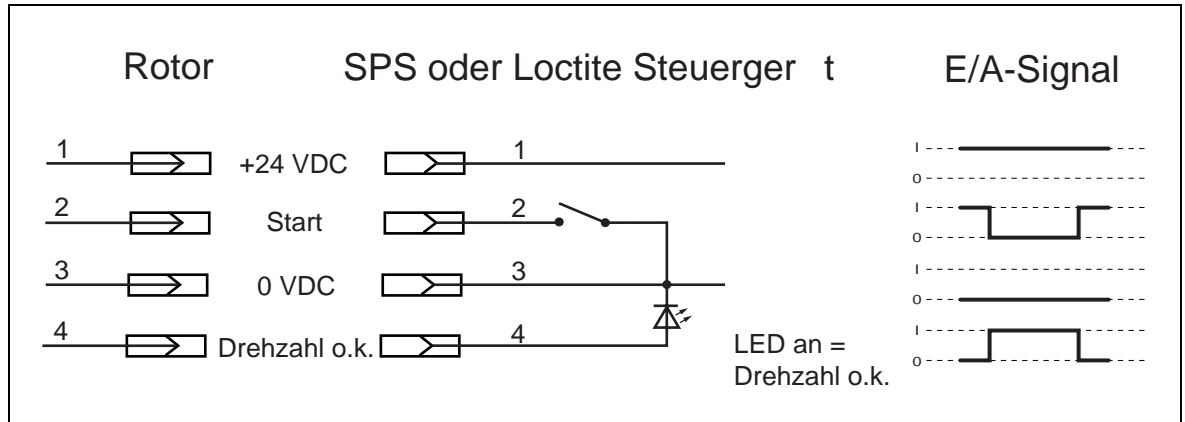 Rotor SPS oder Loctite Steuerger t E/A-Signal
1 +24 VDC 1 I
0
2 Start 2 I
0
3 0 VDC 3 I
0
4 Drehzahl o.k. 4 I
0
LED an =
Drehzahl o.k.